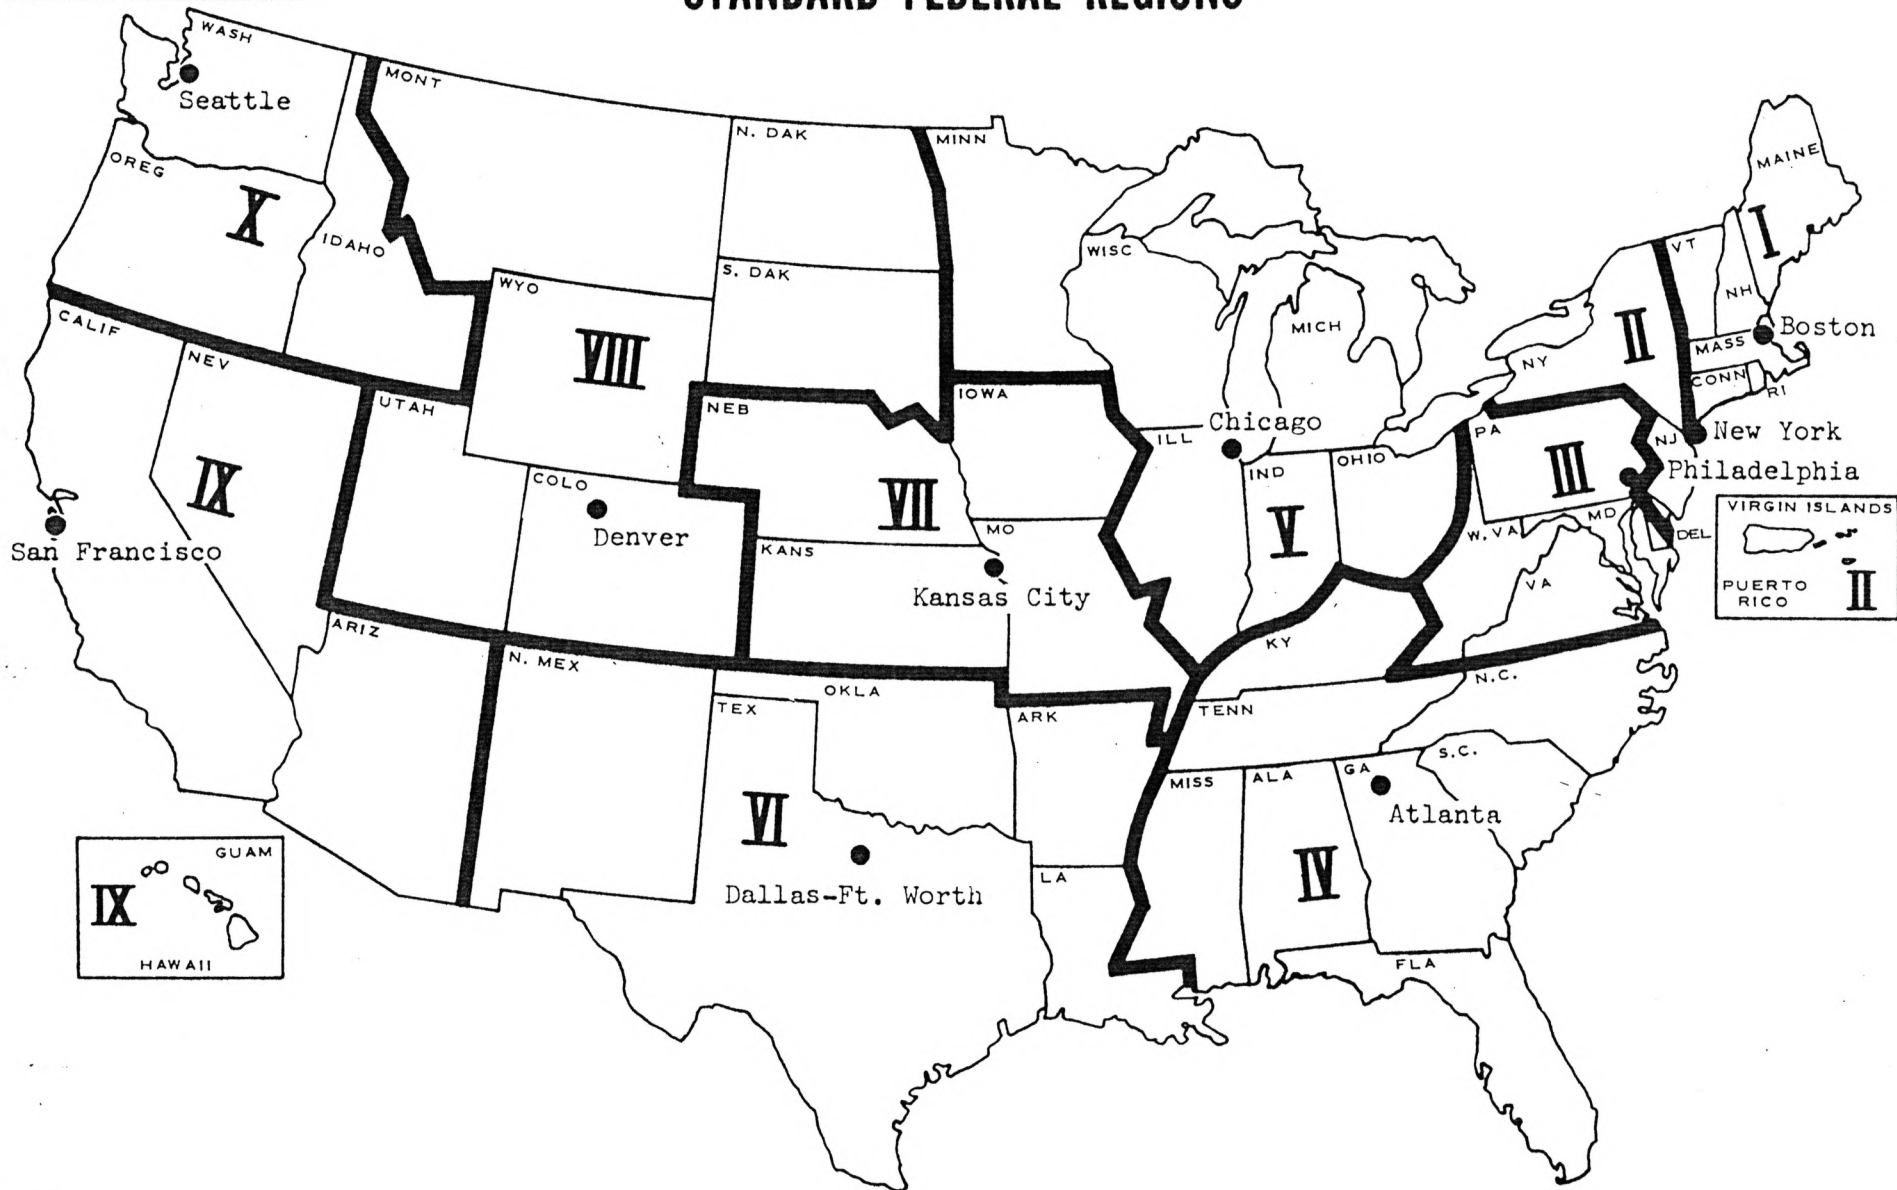 STANDARD FEDERAL REGIONS
WASH
Seattle
MONT
N. DAK
MINN
OREG
X
IDAHO
MAINE
I
VT
WISC
S. DAK
WYO
NH
CALIF
NEV
VIII
MICH
II
Boston
MASS
NY
CONN
RI
UTAH
NEB
IOWA
Chicago
ILL
PA
NJ
New York
IX
COLO
Denver
VII
IND
OHIO
III
Philadelphia
San Francisco
KANS
MO
V
W. VA
MD
DEL
VIRGIN ISLANDS
PUERTO
RICO
II
Kansas City
VA
ARIZ
N. MEX
KY
OKLA
TEX
ARK
TENN
N.C.
S.C.
MISS
ALA
GA
Atlanta
VI
Dallas-Ft. Worth
LA
IV
GUAM
IX
HAWAII
FLA